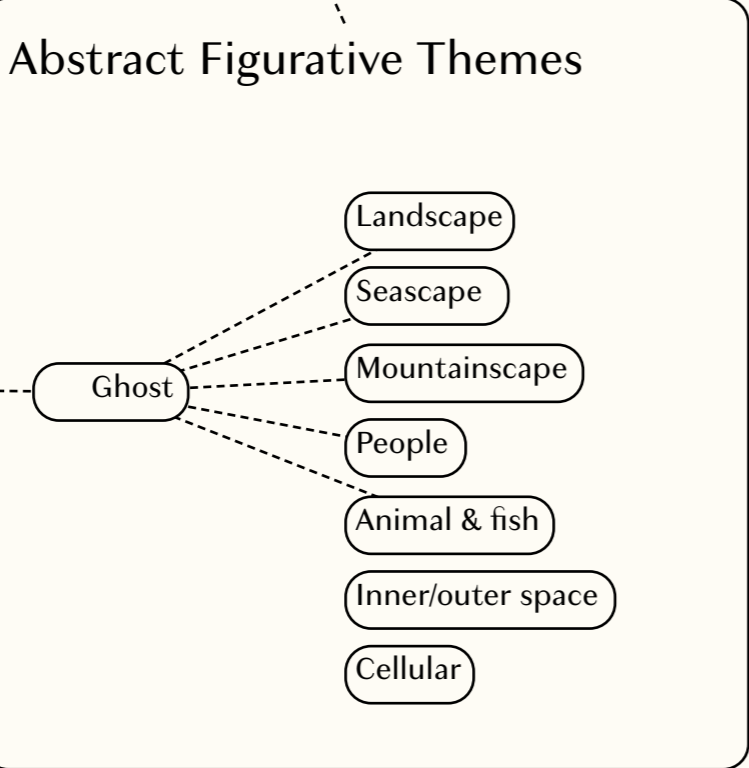 Abstract Figurative Themes
Landscape
Seascape
Mountainscape
Ghost
People
Animal & fish
Inner/outer space
Cellular